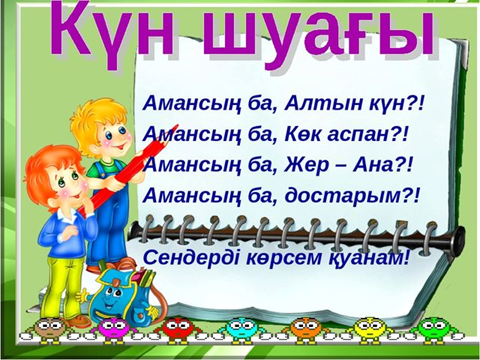 Күн шуағы
Амансың ба, Алтын күн?!
Амансың ба, Көк аспан?!
Амансың ба, Жер – Ана?!
Амансың ба, достарым?!
Сендерді көрсем қуанам!